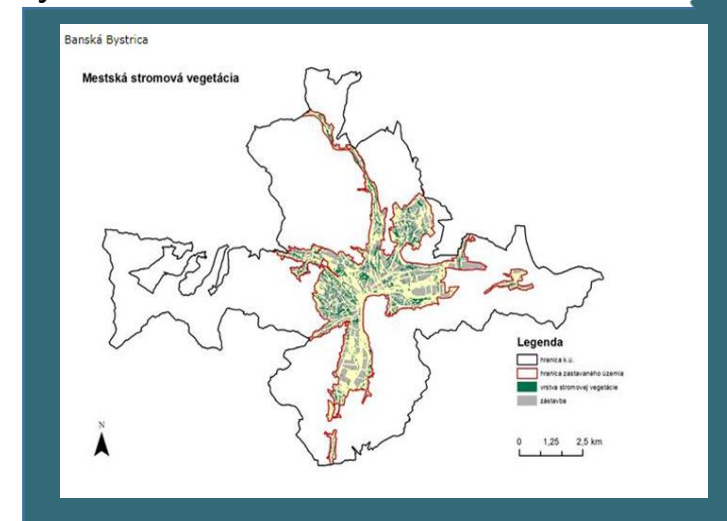 Banská Bystrica
Mestská stromová vegetácia
Legenda
hranica k.ú.
hranica zastavaného územia
vrstva stromovej vegetácie
zástavba
N
0 1,25 2,5 km